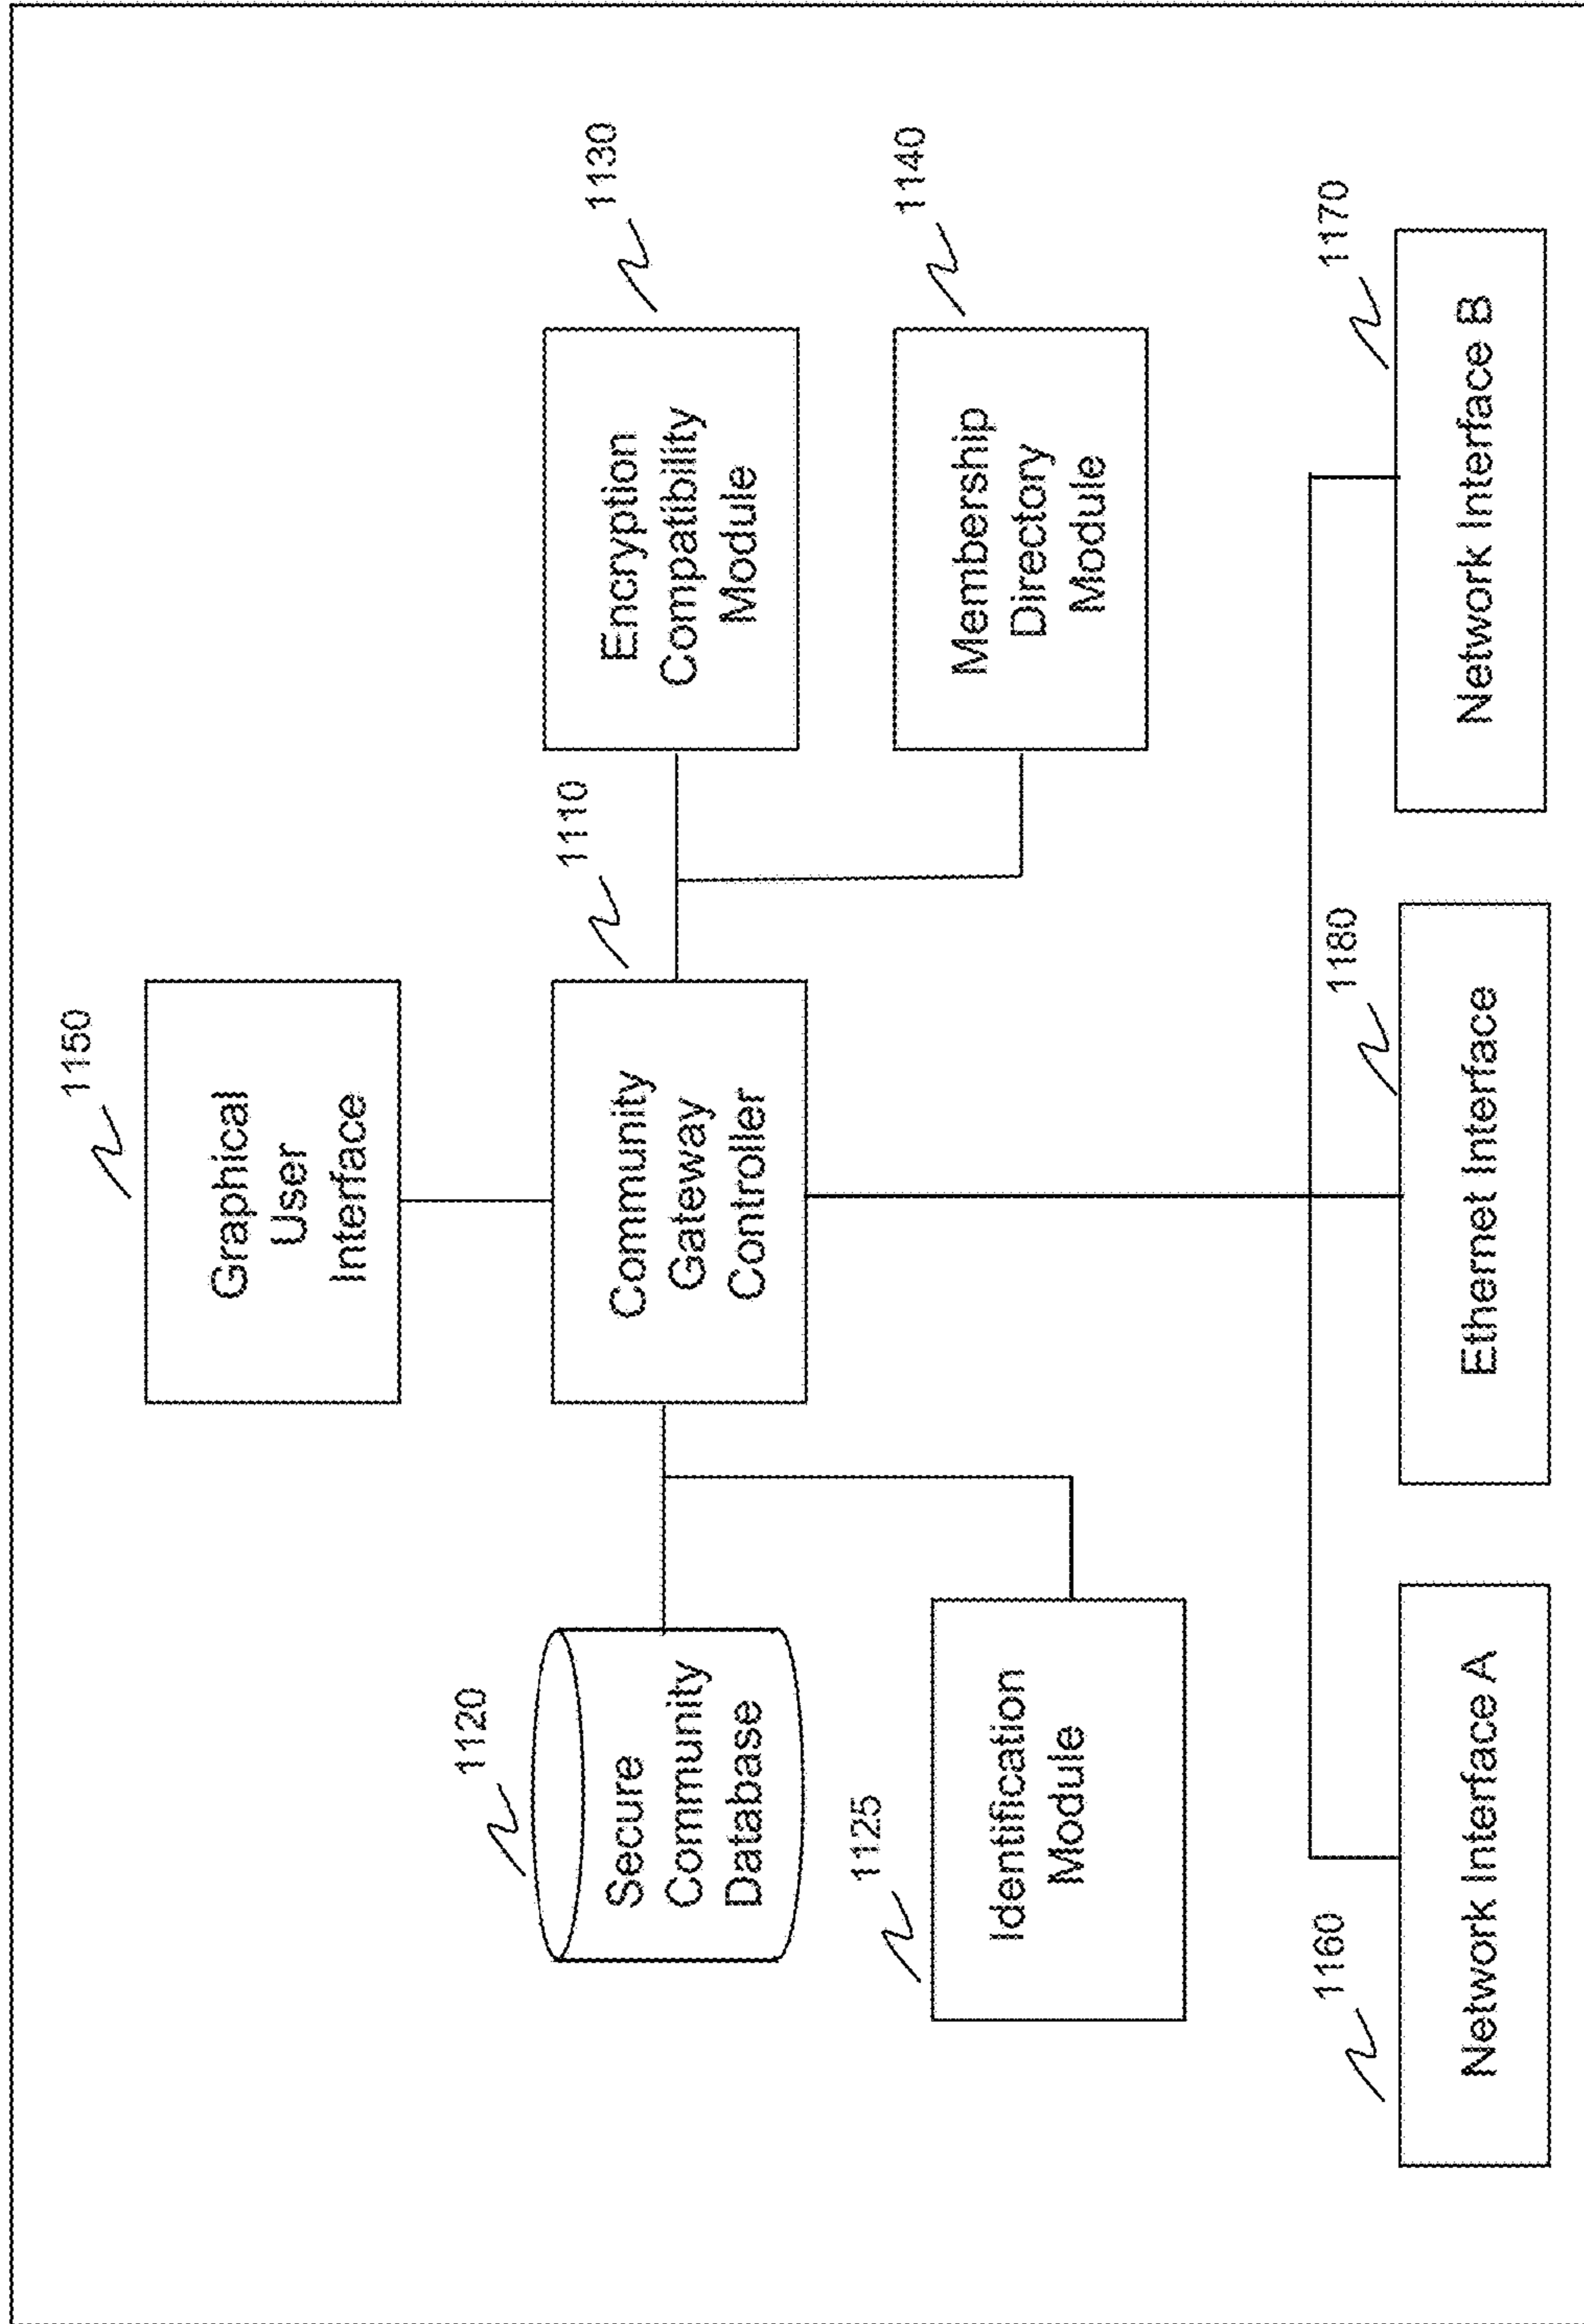 1150
Graphical
User
Interface
1120
Secure
Community
Database
1110
Community
Gateway
Controller
1130
Encryption
Compatibility
Module
1125
Identification
Module
1140
Membership
Directory
Module
1160
Network Interface A
1180
Ethernet Interface
1170
Network Interface B